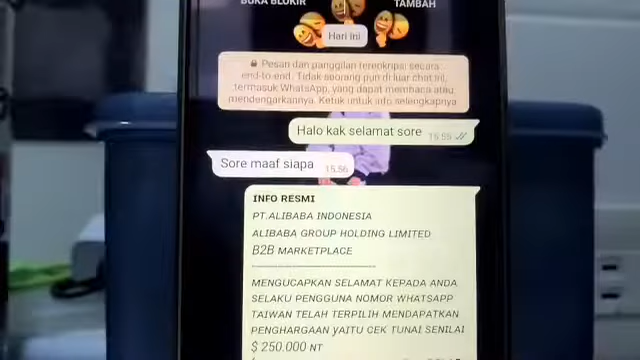 BUKA BLOKIR
TAMBAH
Hari Ini
Pesan dan panggilan terenkripsi secara
end-to-end. Tidak seorang pun di luar chat ini,
termasuk WhatsApp, yang dapat membaca atau
mendengarkannya. Ketuk untuk info selengkapnya
Halo kak selamat sore 15.55
Sore maaf siapa 15.56
INFO RESMI
PT.ALIBABA INDONESIA
ALIBABA GROUP HOLDING LIMITED
B2B MARKETPLACE
------------------------------
MENGUCAPKAN SELAMAT KEPADA ANDA
SELAKU PENGGUNA NOMOR WHATSAPP
TAIWAN TELAH TERPILIH MENDAPATKAN
PENGHARGAAN YAITU CEK TUNAI SENILAI
$ 250.000 NT